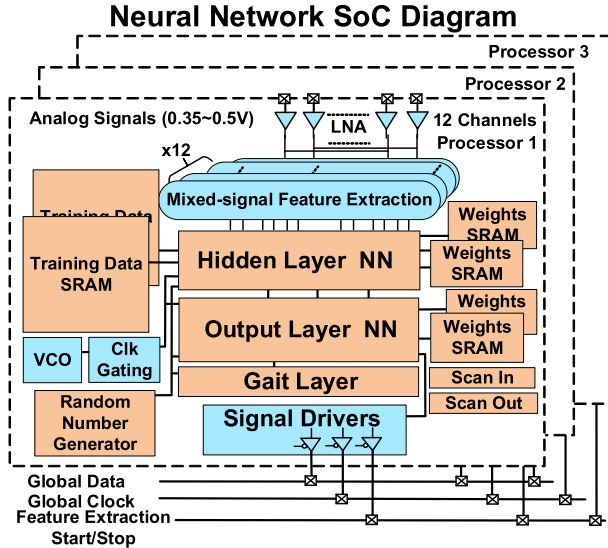 Neural Network SoC Diagram
Processor 3
Processor 2
Analog Signals (0.35~0.5V)
LNA
12 Channels
Processor 1
x12
Mixed-signal Feature Extraction
Training Data
Training Data
SRAM
Weights
SRAM
Weights
SRAM
Hidden Layer NN
Weights
Weights
SRAM
Output Layer NN
VCO
Clk
Gating
Gait Layer
Scan In
Scan Out
Random
Number
Generator
Signal Drivers
Global Data
Global Clock
Feature Extraction
Start/Stop